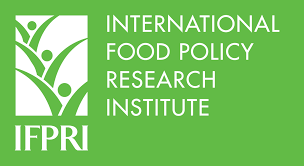 INTERNATIONAL
FOOD POLICY
RESEARCH
INSTITUTE
IFPRI